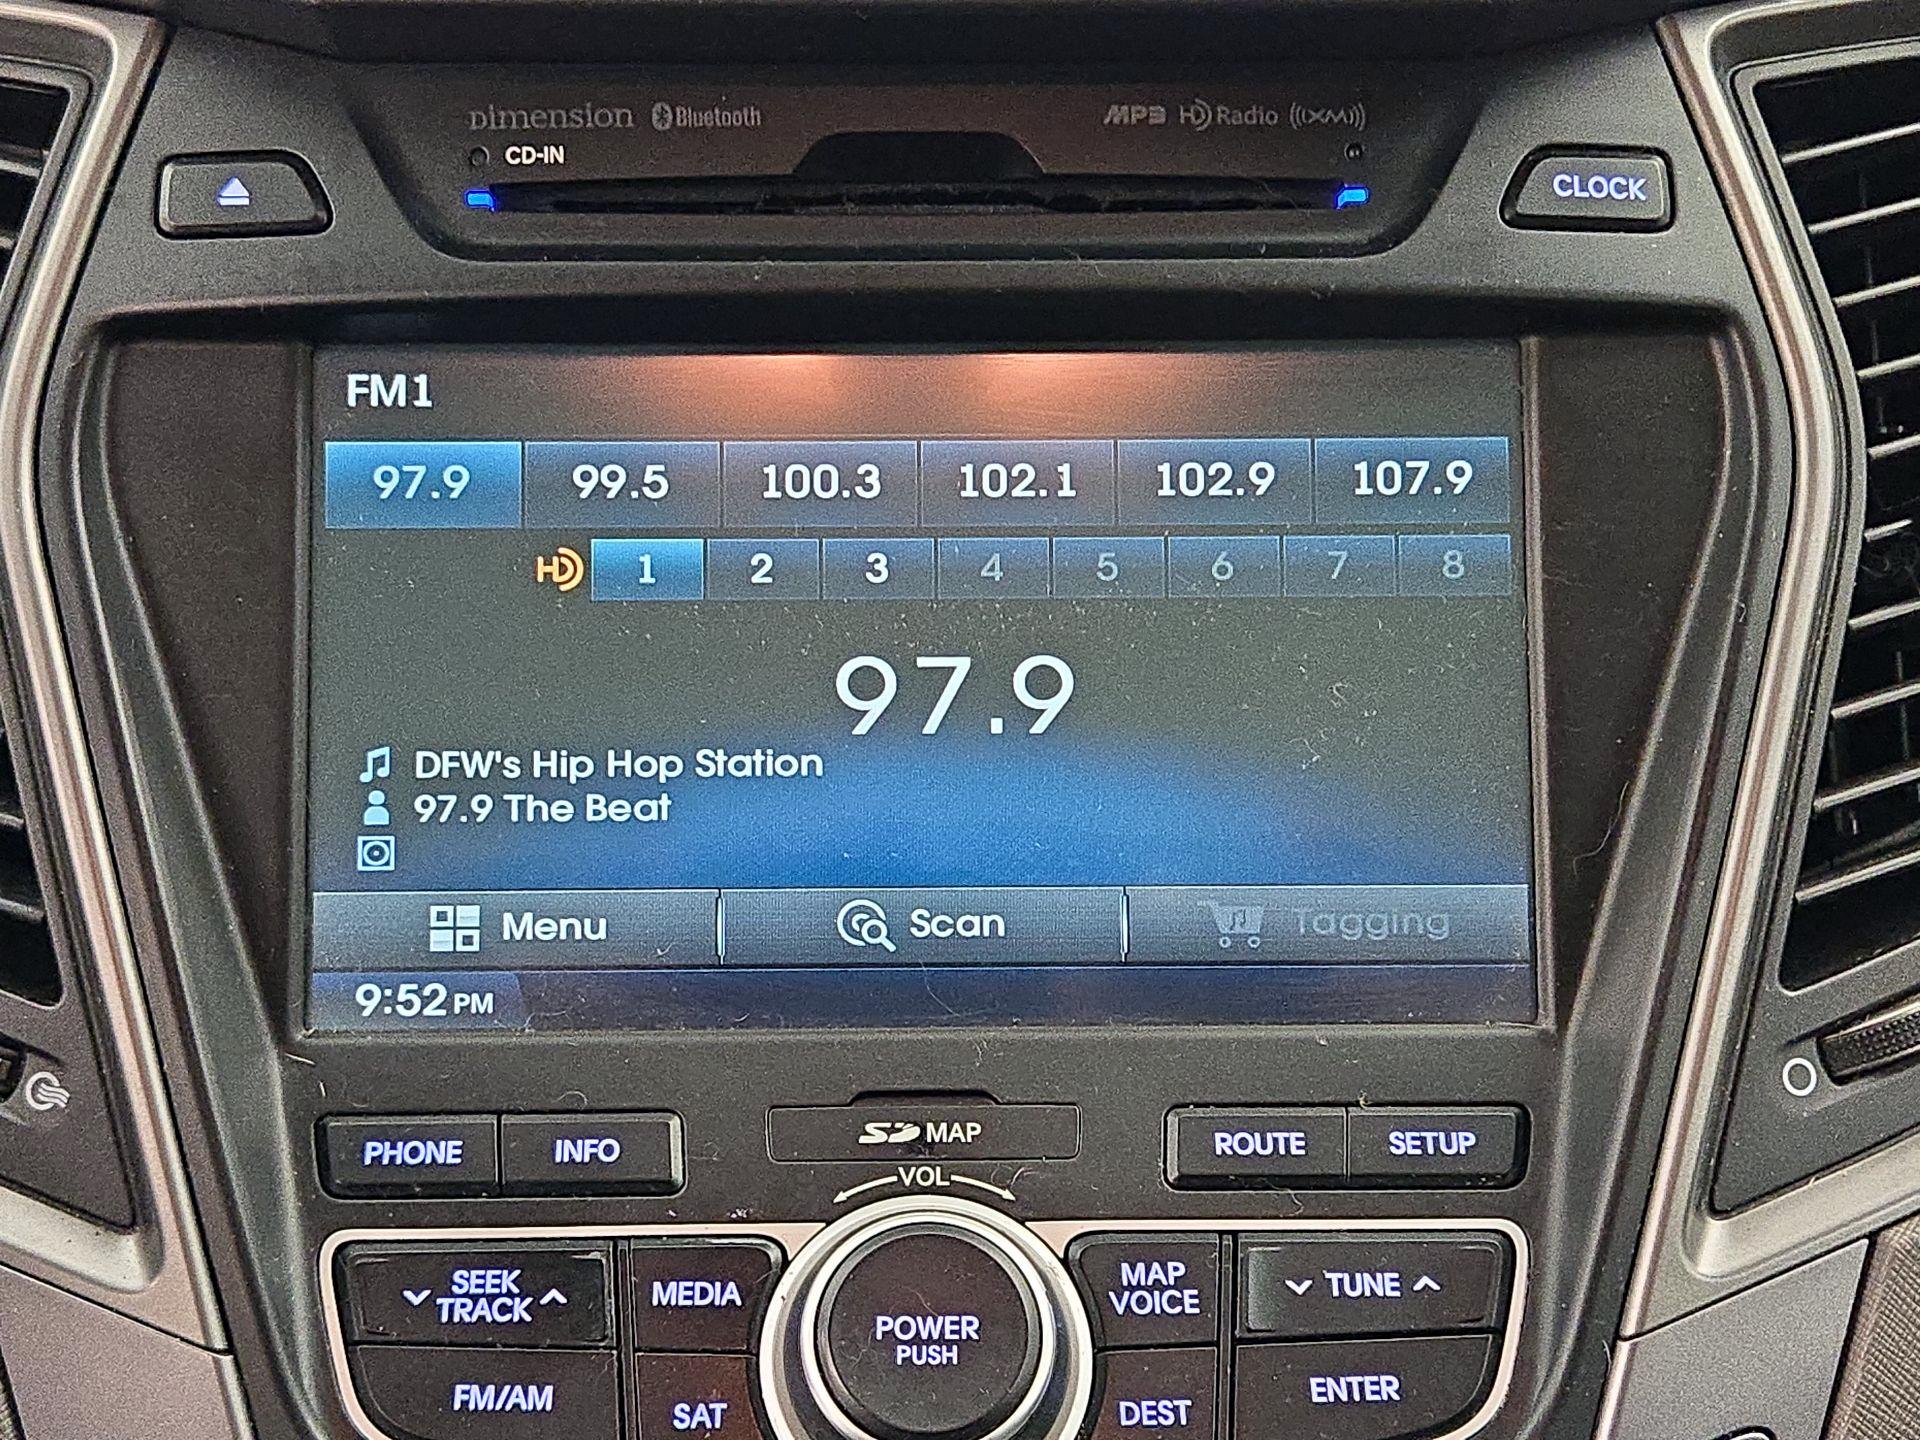 Dimension Bluetooth MP3 HD Radio ((XM))
CD-IN
CLOCK
FM1
97.9 99.5 100.3 102.1 102.9 107.9
HD 1 2 3 4 5 6 7 8
97.9
DFW's Hip Hop Station
97.9 The Beat
Menu Scan Tagging
9:52 PM
PHONE INFO SD MAP ROUTE SETUP
VOL
SEEK
TRACK
MEDIA
POWER
PUSH
MAP
VOICE
TUNE
FM/AM SAT DEST ENTER